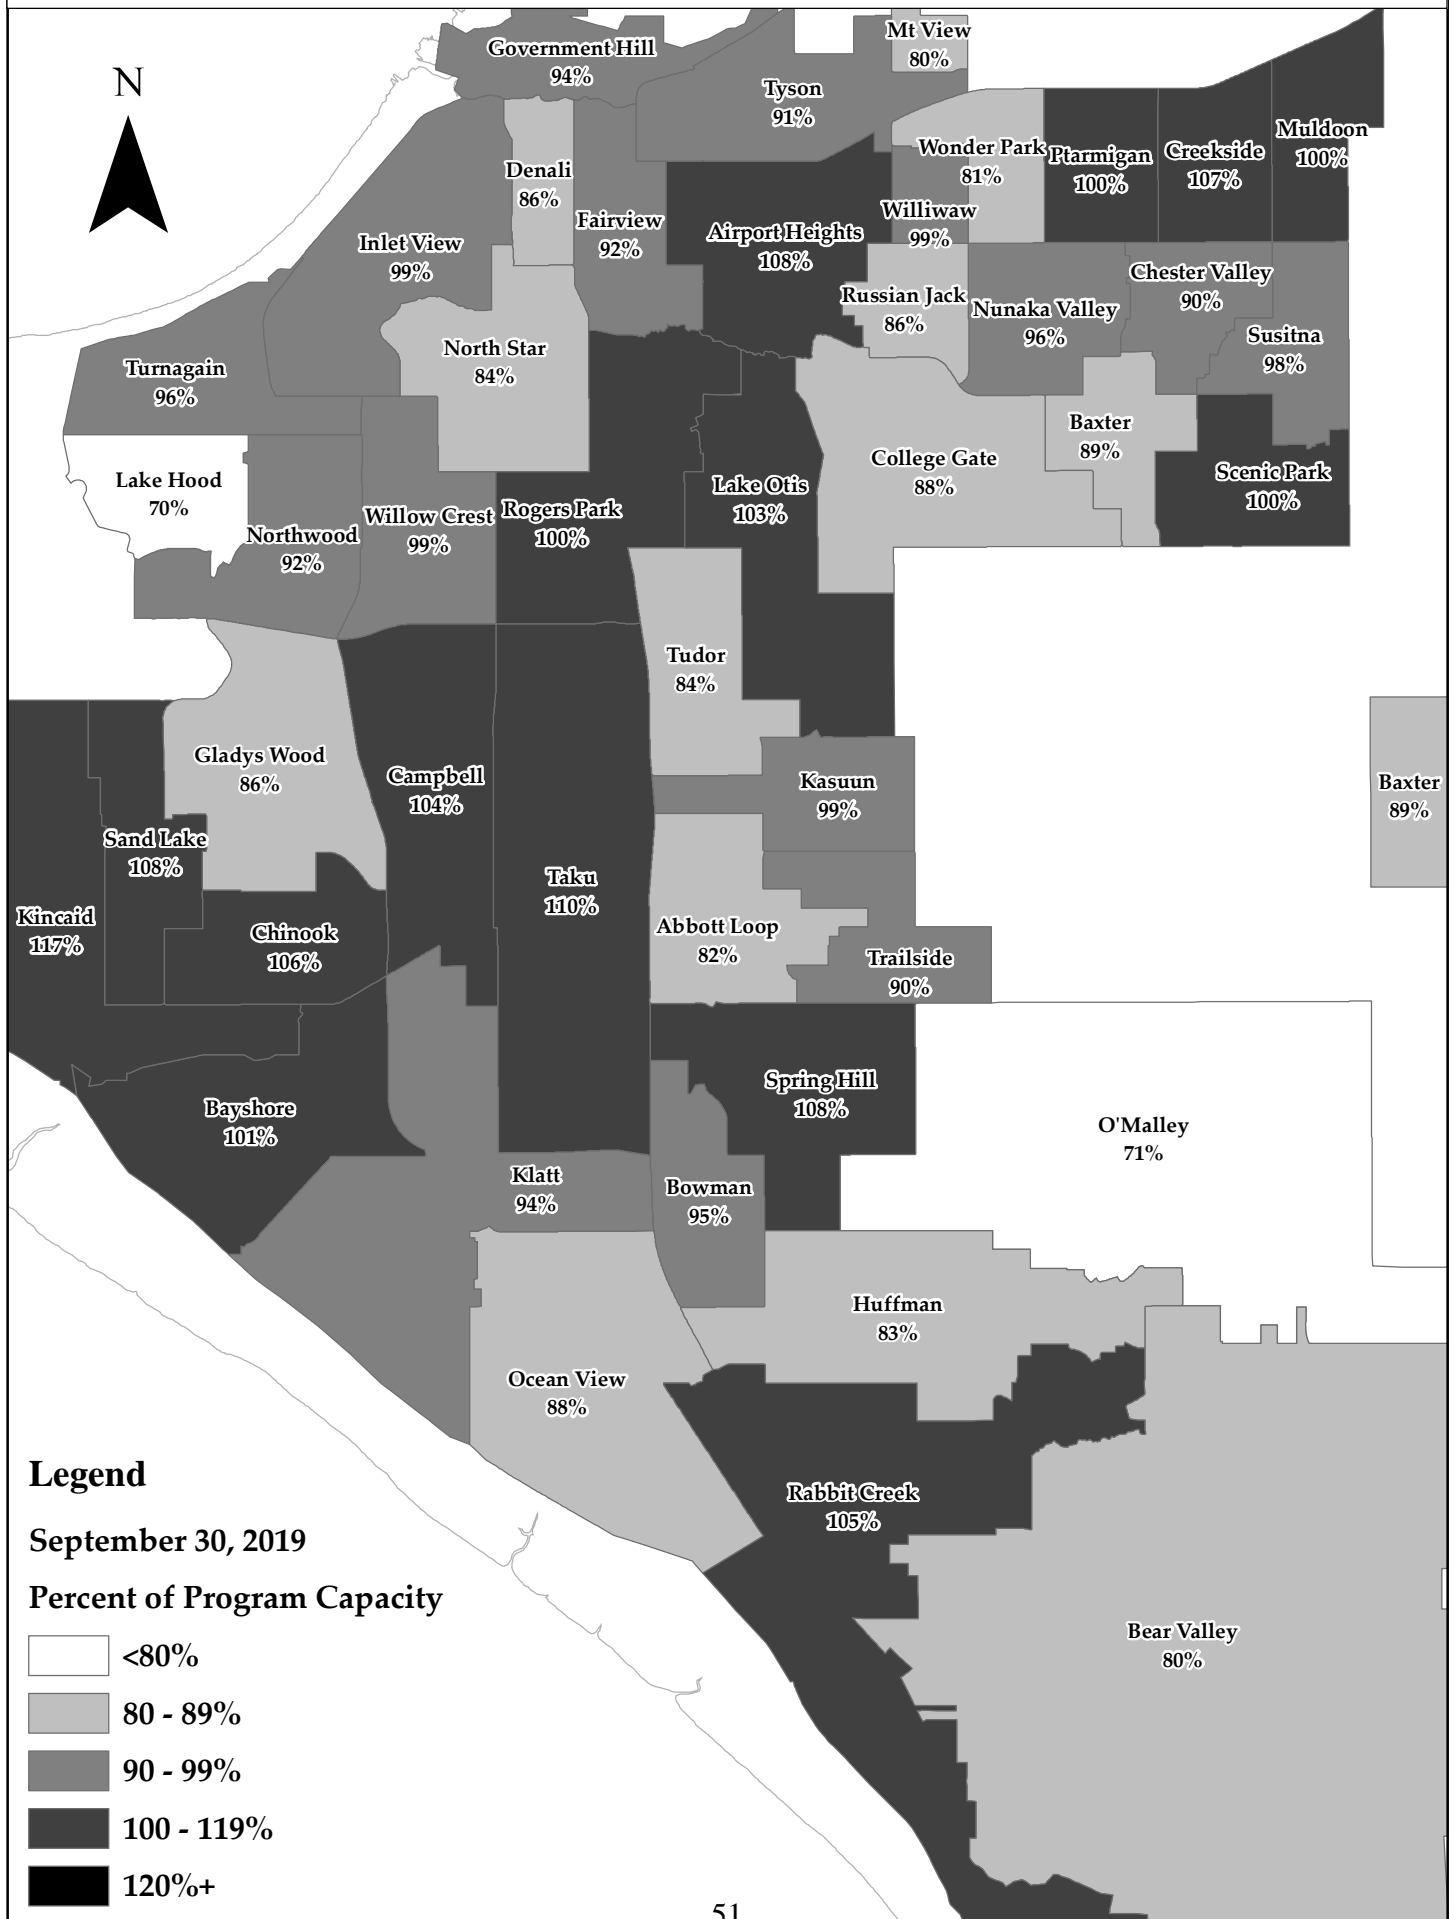 Government Hill
94%
Mt View
80%
N
Tyson
91%
Muldoon
100%
Wonder Park
81%
Ptarmigan
100%
Creekside
107%
Denali
86%
Fairview
92%
Williwaw
99%
Inlet View
99%
Airport Heights
108%
Chester Valley
90%
Russian Jack
86%
Nunaka Valley
96%
Susitna
98%
North Star
84%
Turnagain
96%
Baxter
89%
College Gate
88%
Scenic Park
100%
Lake Hood
70%
Lake Otis
103%
Willow Crest
99%
Rogers Park
100%
Northwood
92%
Tudor
84%
Gladys Wood
86%
Campbell
104%
Kasuun
99%
Baxter
89%
Sand Lake
108%
Taku
110%
Kincaid
117%
Chinook
106%
Abbott Loop
82%
Trailside
90%
Spring Hill
108%
Bayshore
101%
O'Malley
71%
Klatt
94%
Bowman
95%
Huffman
83%
Ocean View
88%
Rabbit Creek
105%
Bear Valley
80%
Legend
September 30, 2019
Percent of Program Capacity
<80%
80 - 89%
90 - 99%
100 - 119%
120%+
51